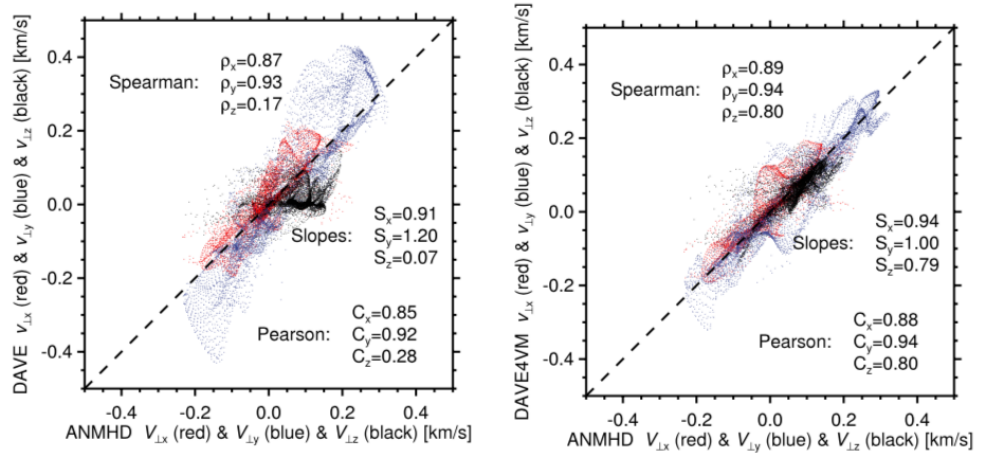 DAVE v⊥x (red) & v⊥y (blue) & v⊥z (black) [km/s]
0.4
0.2
0.0
-0.2
-0.4
Spearman:
ρx=0.87
ρy=0.93
ρz=0.17
Slopes:
Sx=0.91
Sy=1.20
Sz=0.07
Pearson:
Cx=0.85
Cy=0.92
Cz=0.28
-0.4 -0.2 0.0 0.2 0.4
ANMHD V⊥x (red) & V⊥y (blue) & V⊥z (black) [km/s]
DAVE4VM v⊥x (red) & v⊥y (blue) & v⊥z (black) [km/s]
0.4
0.2
0.0
-0.2
-0.4
Spearman:
ρx=0.89
ρy=0.94
ρz=0.80
Slopes:
Sx=0.94
Sy=1.00
Sz=0.79
Pearson:
Cx=0.88
Cy=0.94
Cz=0.80
-0.4 -0.2 0.0 0.2 0.4
ANMHD V⊥x (red) & V⊥y (blue) & V⊥z (black) [km/s]